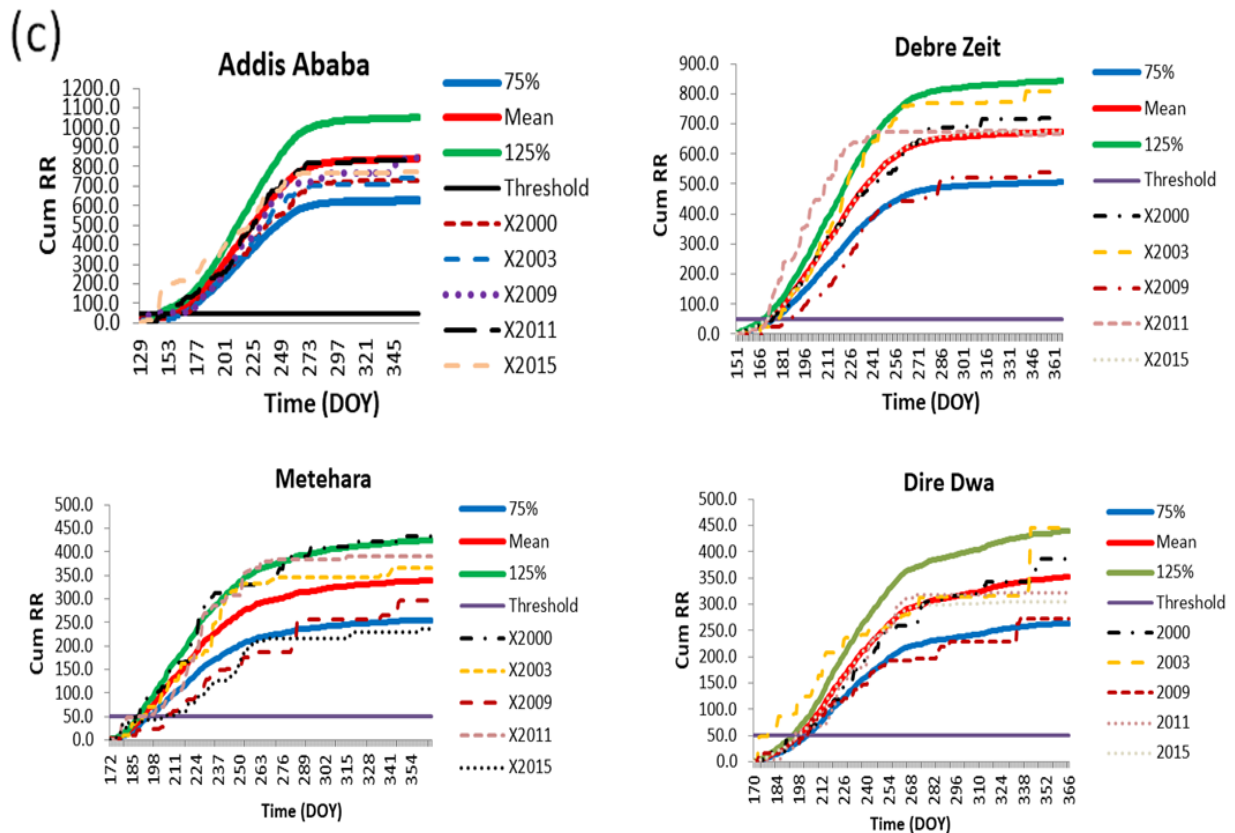 (c)
Addis Ababa
1200.0
1100.0
1000.0
900.0
800.0
700.0
600.0
500.0
400.0
300.0
200.0
100.0
0.0
Cum RR
129 153 177 201 225 249 273 297 321 345
Time (DOY)
75%
Mean
125%
Threshold
X2000
X2003
X2009
X2011
X2015
Debre Zeit
900.0
800.0
700.0
600.0
500.0
400.0
300.0
200.0
100.0
0.0
Cum RR
151 166 181 196 211 226 241 256 271 286 301 316 331 346 361
Time (DOY)
75%
Mean
125%
Threshold
X2000
X2003
X2009
X2011
X2015
Metehara
500.0
450.0
400.0
350.0
300.0
250.0
200.0
150.0
100.0
50.0
0.0
Cum RR
172 185 198 211 224 237 250 263 276 289 302 315 328 341 354
Time (DOY)
75%
Mean
125%
Threshold
X2000
X2003
X2009
X2011
X2015
Dire Dwa
500.0
450.0
400.0
350.0
300.0
250.0
200.0
150.0
100.0
50.0
0.0
Cum RR
170 184 198 212 226 240 254 268 282 296 310 324 338 352 366
Time (DOY)
75%
Mean
125%
Threshold
2000
2003
2009
2011
2015